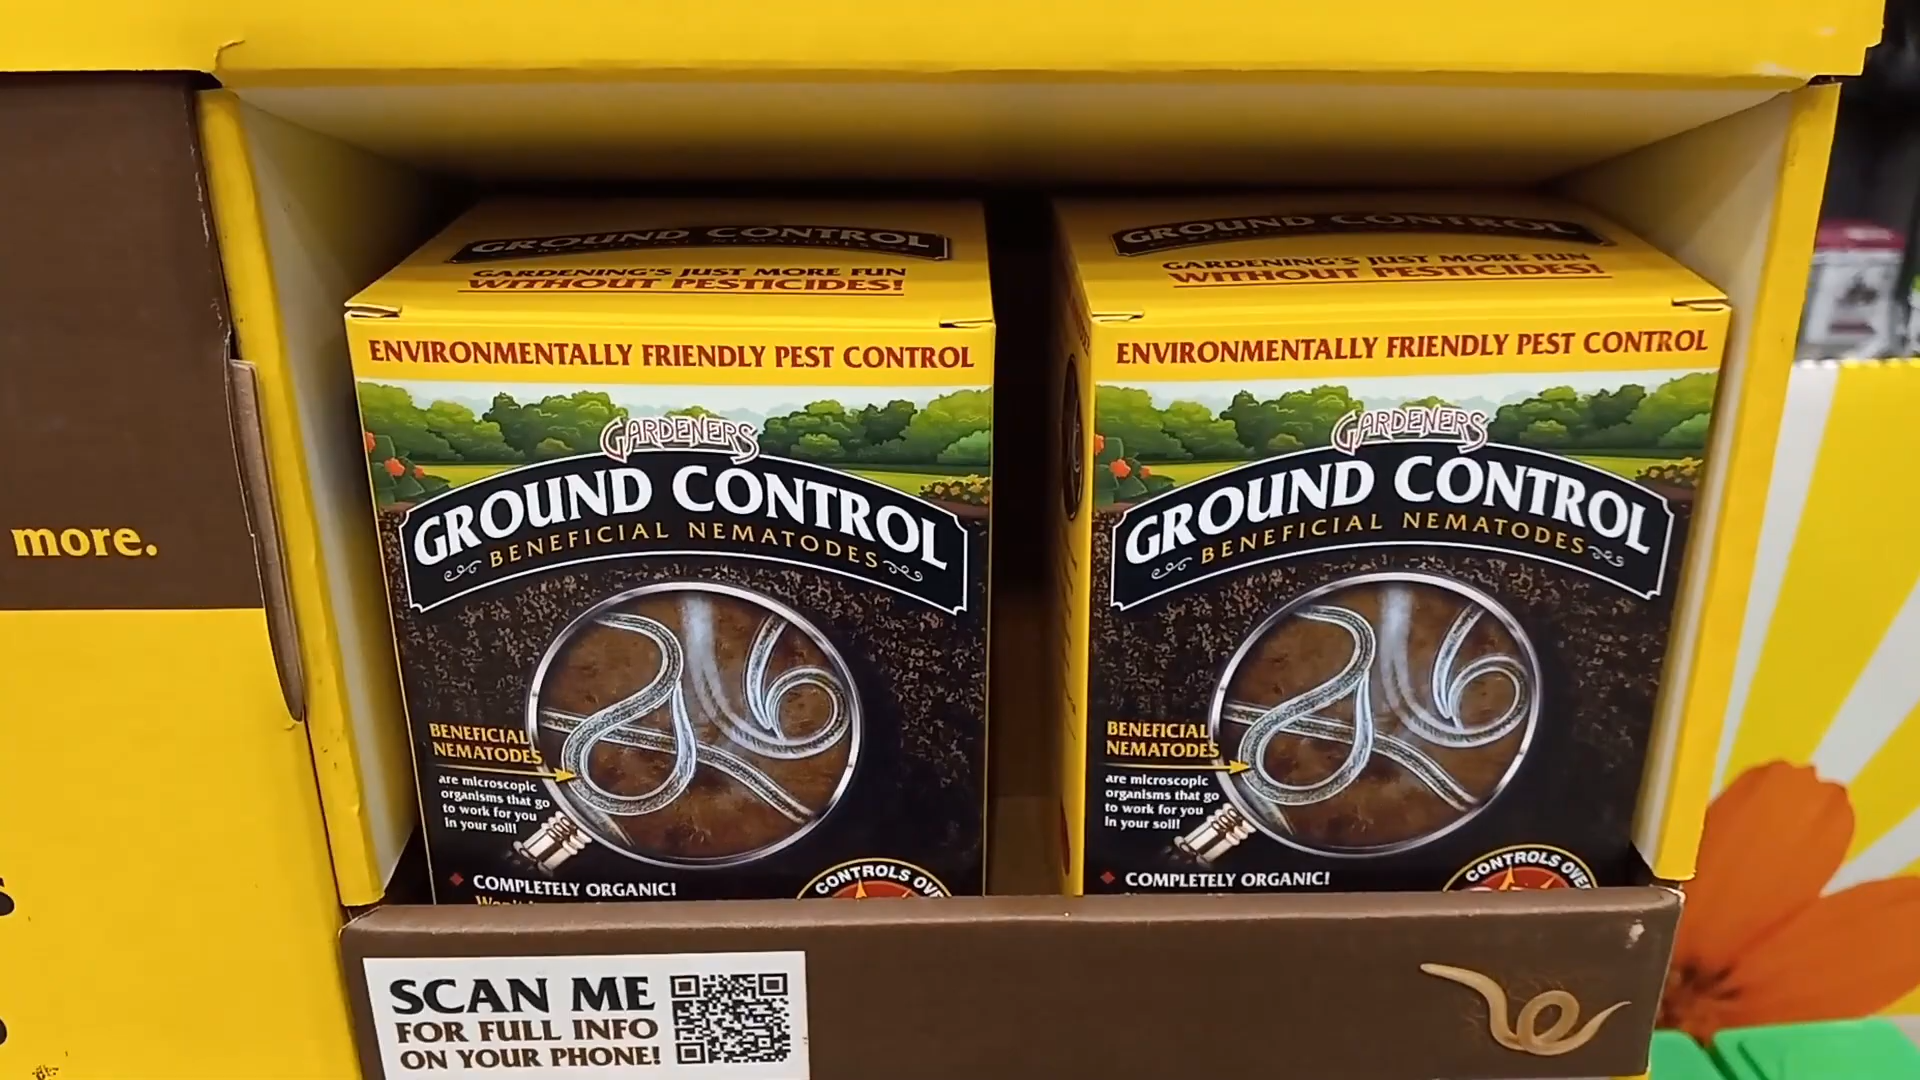 more.
GROUND CONTROL
GARDENING'S JUST MORE FUN
WITHOUT PESTICIDES!
ENVIRONMENTALLY FRIENDLY PEST CONTROL
GARDENERS
GROUND CONTROL
BENEFICIAL NEMATODES
BENEFICIAL
NEMATODES
are microscopic
organisms that go
to work for you
in your soil!
COMPLETELY ORGANIC!
CONTROLS
GROUND CONTROL
GARDENING'S JUST MORE FUN
WITHOUT PESTICIDES!
ENVIRONMENTALLY FRIENDLY PEST CONTROL
GARDENERS
GROUND CONTROL
BENEFICIAL NEMATODES
BENEFICIAL
NEMATODES
are microscopic
organisms that go
to work for you
in your soil!
COMPLETELY ORGANIC!
CONTROLS
SCAN ME
FOR FULL INFO
ON YOUR PHONE!